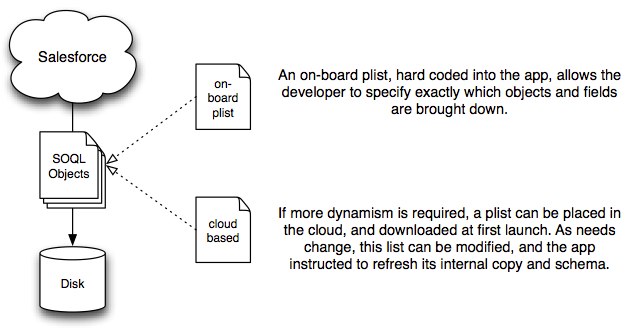 Salesforce
on-
board
plist
An on-board plist, hard coded into the app, allows the
developer to specify exactly which objects and fields
are brought down.
SOQL
Objects
cloud
based
If more dynamism is required, a plist can be placed in
the cloud, and downloaded at first launch. As needs
change, this list can be modified, and the app
instructed to refresh its internal copy and schema.
Disk